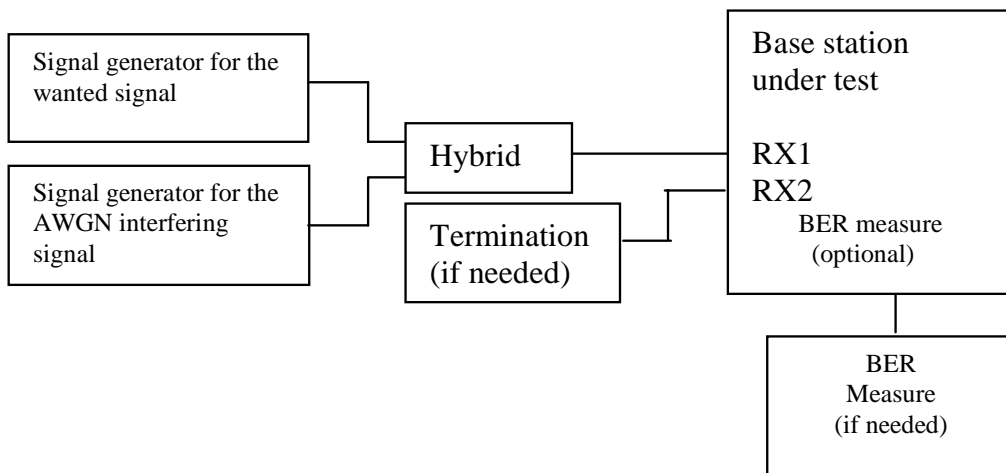 Signal generator for the
wanted signal
Signal generator for the
AWGN interfering
signal
Hybrid
Termination
(if needed)
Base station
under test
RX1
RX2
BER measure
(optional)
BER
Measure
(if needed)